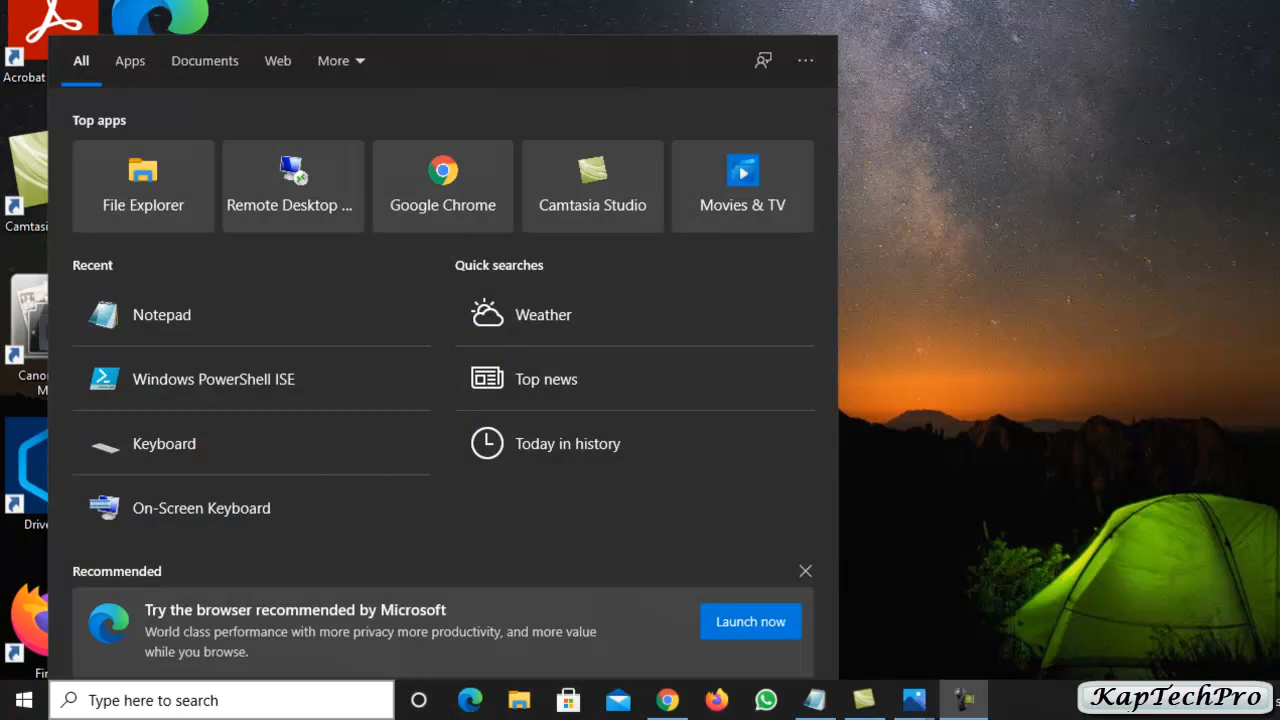 Acrobat
Camtasi
Cano
M
Drive
Fir
All
Apps
Documents
Web
More
Top apps
File Explorer
Remote Desktop ...
Google Chrome
Camtasia Studio
Movies & TV
Recent
Notepad
Windows PowerShell ISE
Keyboard
On-Screen Keyboard
Quick searches
Weather
Top news
Today in history
Recommended
Try the browser recommended by Microsoft
World class performance with more privacy more productivity, and more value
while you browse.
Launch now
Type here to search
KapTechPro